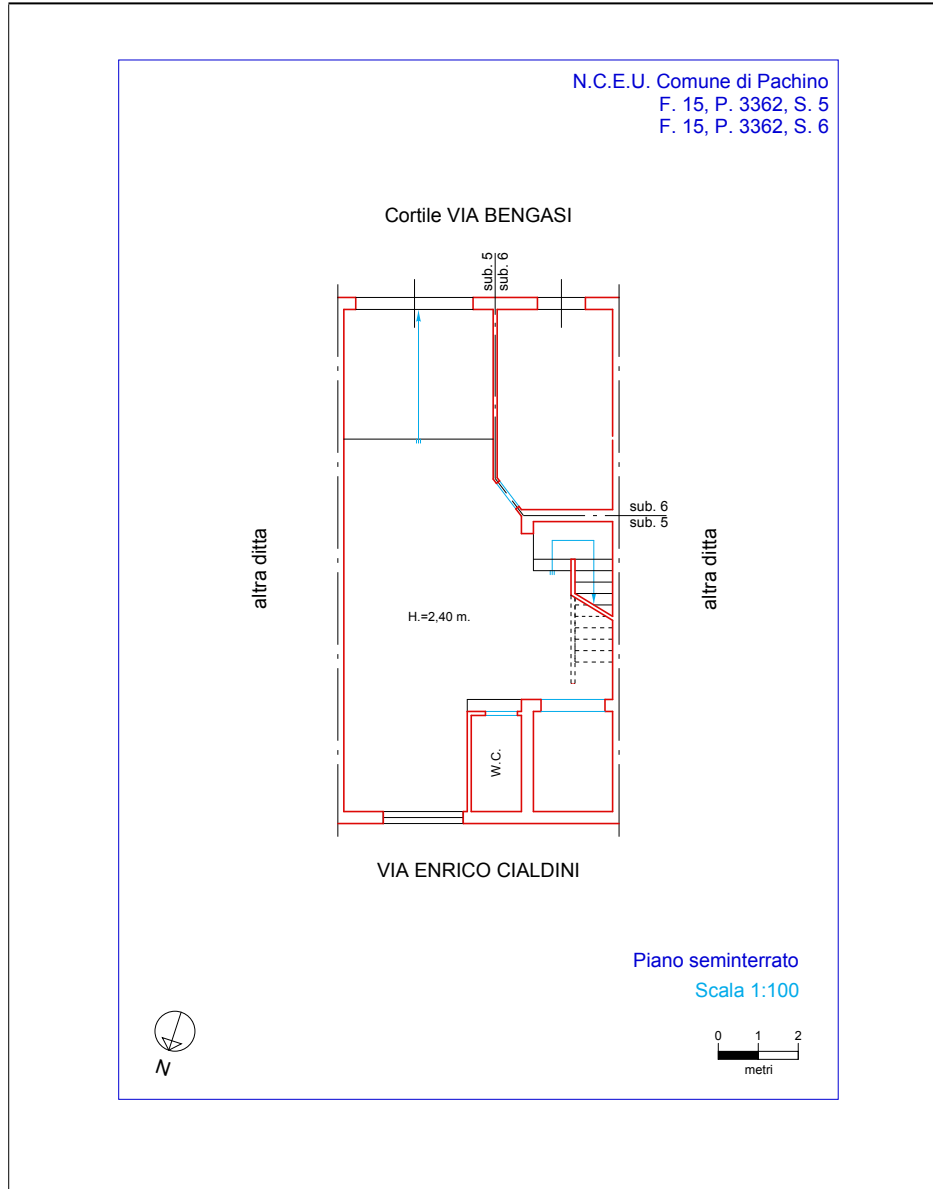 N.C.E.U. Comune di Pachino
F. 15, P. 3362, S. 5
F. 15, P. 3362, S. 6
Cortile VIA BENGASI
sub. 5
sub. 6
sub. 6
sub. 5
altra ditta
altra ditta
H.=2,40 m.
W.C.
VIA ENRICO CIALDINI
Piano seminterrato
Scala 1:100
N
0 1 2
metri